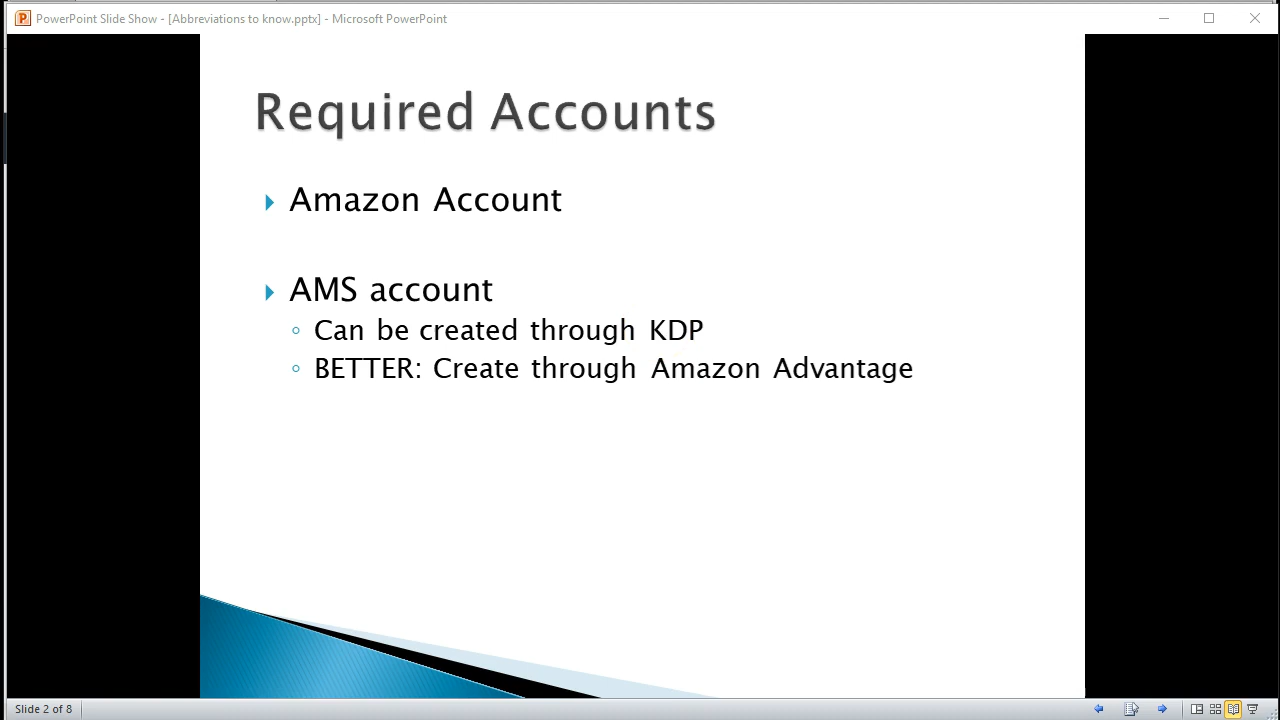 PowerPoint Slide Show - [Abbreviations to know.pptx] - Microsoft PowerPoint
Required Accounts
Amazon Account
AMS account
Can be created through KDP
BETTER: Create through Amazon Advantage
Slide 2 of 8